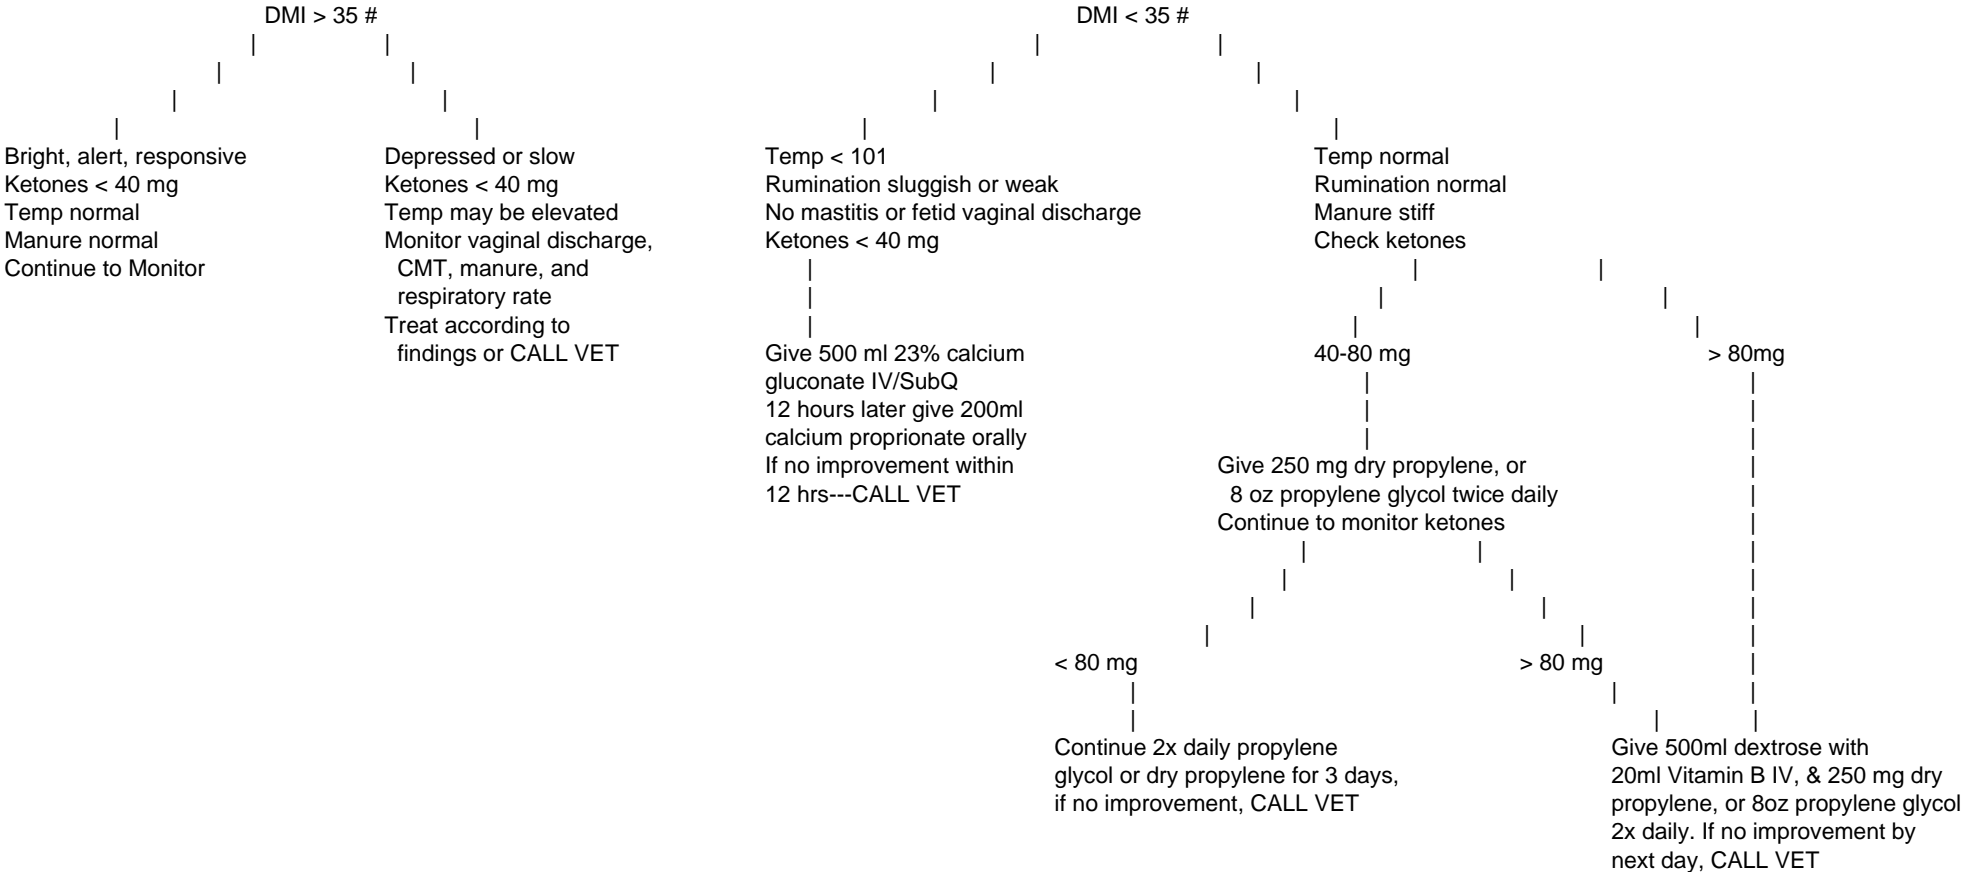 DMI > 35 #
Bright, alert, responsive
Ketones < 40 mg
Temp normal
Manure normal
Continue to Monitor
Depressed or slow
Ketones < 40 mg
Temp may be elevated
Monitor vaginal discharge,
CMT, manure, and
respiratory rate
Treat according to
findings or CALL VET
DMI < 35 #
Temp < 101
Rumination sluggish or weak
No mastitis or fetid vaginal discharge
Ketones < 40 mg
Give 500 ml 23% calcium
gluconate IV/SubQ
12 hours later give 200ml
calcium proprionate orally
If no improvement within
12 hrs---CALL VET
Temp normal
Rumination normal
Manure stiff
Check ketones
40-80 mg
Give 250 mg dry propylene, or
8 oz propylene glycol twice daily
Continue to monitor ketones
< 80 mg
Continue 2x daily propylene
glycol or dry propylene for 3 days,
if no improvement, CALL VET
> 80 mg
> 80mg
Give 500ml dextrose with
20ml Vitamin B IV, & 250 mg dry
propylene, or 8oz propylene glycol
2x daily. If no improvement by
next day, CALL VET